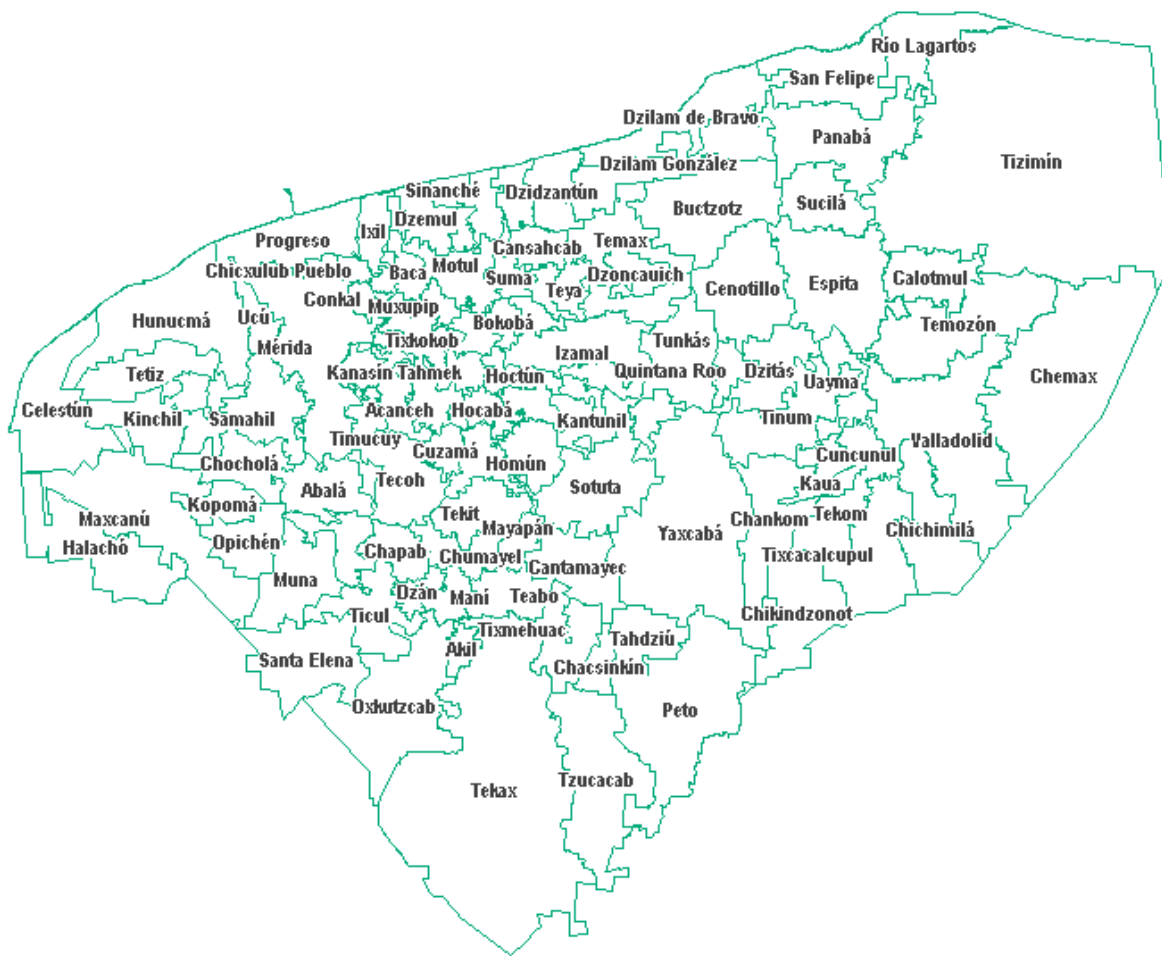 Río Lagartos
San Felipe
Dzilam de Bravo
Panabá
Tizimín
Dzilam González
Sinanché
Dzidzantún
Sucilá
Buctzotz
Dzemul
Ixil
Progreso
Cansahcab
Temax
Motul
Chicxulub Pueblo
Baca
Suma
Dzoncauich
Teya
Cenotillo
Espita
Calotmul
Conkal
Muxupip
Ucú
Hunucmá
Bokobá
Temozón
Mérida
Tixkokob
Izamal
Tunkás
Tetiz
Kanasín
Tahmek
Hoctún
Quintana Roo
Dzitás
Uayma
Chemax
Celestún
Kinchil
Samahil
Acanceh
Hocabá
Kantunil
Tinum
Timucuy
Cuzamá
Homún
Valladolid
Cuncunul
Chocholá
Abalá
Tecoh
Sotuta
Kaua
Kopomá
Maxcanú
Tekit
Mayapán
Yaxcabá
Chankom
Tekom
Chichimilá
Halachó
Opichén
Chapab
Chumayel
Cantamayec
Tixcacalcupul
Muna
Dzán
Maní
Teabo
Ticul
Chikindzonot
Tixmehuac
Tahdziú
Akil
Santa Elena
Chacsinkín
Oxkutzcab
Peto
Tekax
Tzucacab